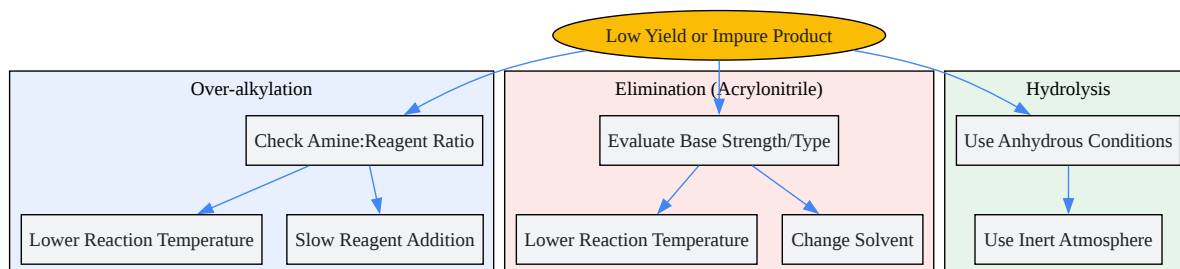 Low Yield or Impure Product
Over-alkylation
Elimination (Acrylonitrile)
Hydrolysis
Check Amine:Reagent Ratio
Evaluate Base Strength/Type
Use Anhydrous Conditions
Lower Reaction Temperature
Slow Reagent Addition
Lower Reaction Temperature
Change Solvent
Use Inert Atmosphere